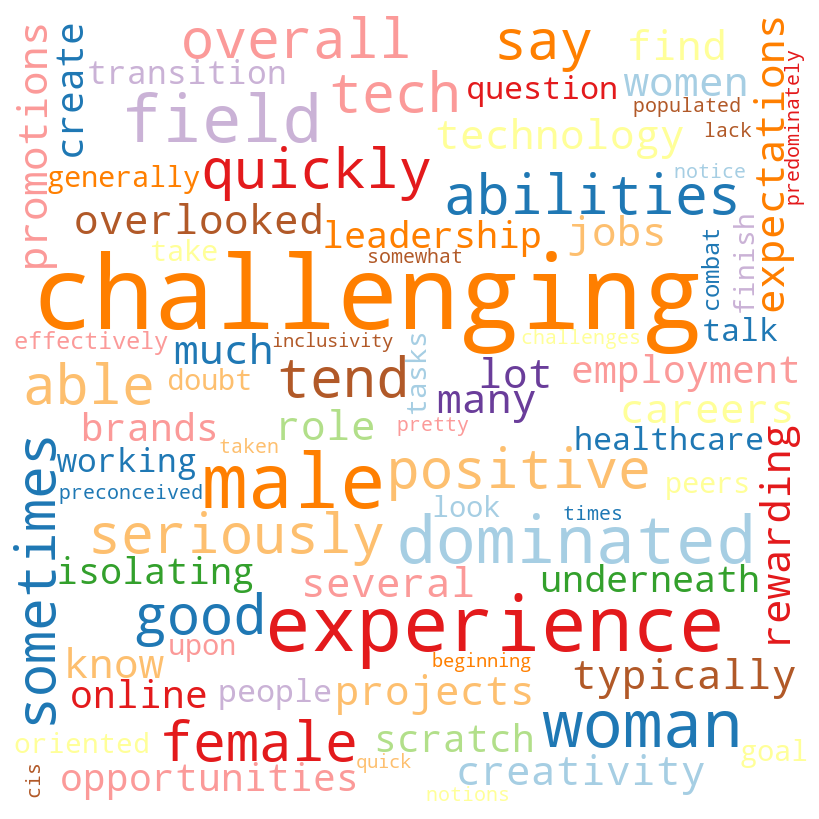 promotions
create
overall
say
find
expectations
predominately
transition
tech
question
women
populated
field
technology
lack
generally
quickly
abilities
notice
overlooked
leadership
jobs
take
somewhat
combat
finish
challenging
effectively
much
inclusivity
tasks
challenges
talk
able
doubt
tend
lot
many
employment
brands
role
pretty
careers
sometimes
working
taken
healthcare
rewarding
preconceived
male
positive
peers
seriously
look
times
dominated
isolating
several
underneath
good
experience
know
upon
beginning
typically
online
people
projects
oriented
female
scratch
woman
goal
cis
opportunities
quick
creativity
notions